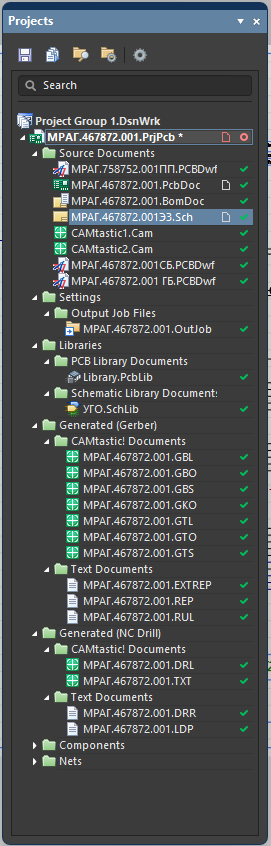 Projects
Search
Project Group 1.DsnWrk
МРАГ.467872.001.PrjPcb *
Source Documents
МРАГ.758752.001ПП.PCBDwf
МРАГ.467872.001.PcbDoc
МРАГ.467872.001.BomDoc
МРАГ.467872.001ЭЗ.Sch
CAMtastic1.Cam
CAMtastic2.Cam
МРАГ.467872.001СБ.PCBDwf
МРАГ.467872.001 ГБ.PCBDwf
Settings
Output Job Files
МРАГ.467872.001.OutJob
Libraries
PCB Library Documents
Library.PcbLib
Schematic Library Documents
УГО.SchLib
Generated (Gerber)
CAMtastic! Documents
МРАГ.467872.001.GBL
МРАГ.467872.001.GBO
МРАГ.467872.001.GBS
МРАГ.467872.001.GKO
МРАГ.467872.001.GTL
МРАГ.467872.001.GTO
МРАГ.467872.001.GTS
Text Documents
МРАГ.467872.001.EXTREP
МРАГ.467872.001.REP
МРАГ.467872.001.RUL
Generated (NC Drill)
CAMtastic! Documents
МРАГ.467872.001.DRL
МРАГ.467872.001.TXT
Text Documents
МРАГ.467872.001.DRR
МРАГ.467872.001.LDP
Components
Nets